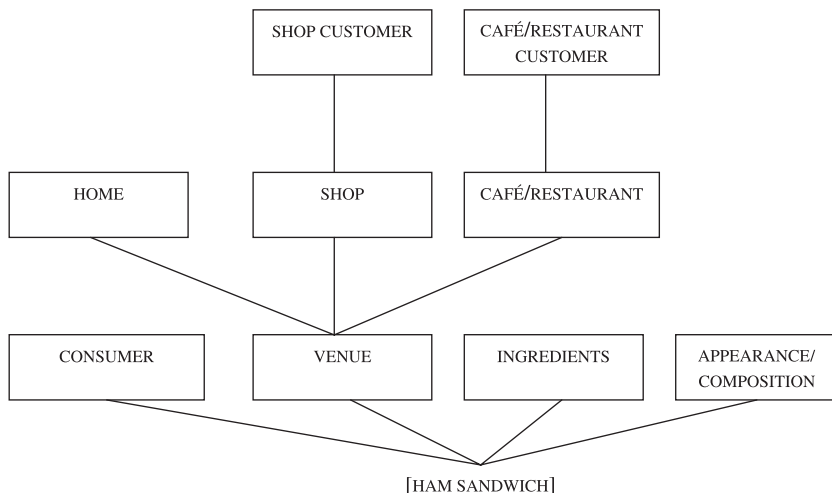 SHOP CUSTOMER
CAFÉ/RESTAURANT
CUSTOMER
HOME
SHOP
CAFÉ/RESTAURANT
CONSUMER
VENUE
INGREDIENTS
APPEARANCE/
COMPOSITION
[HAM SANDWICH]